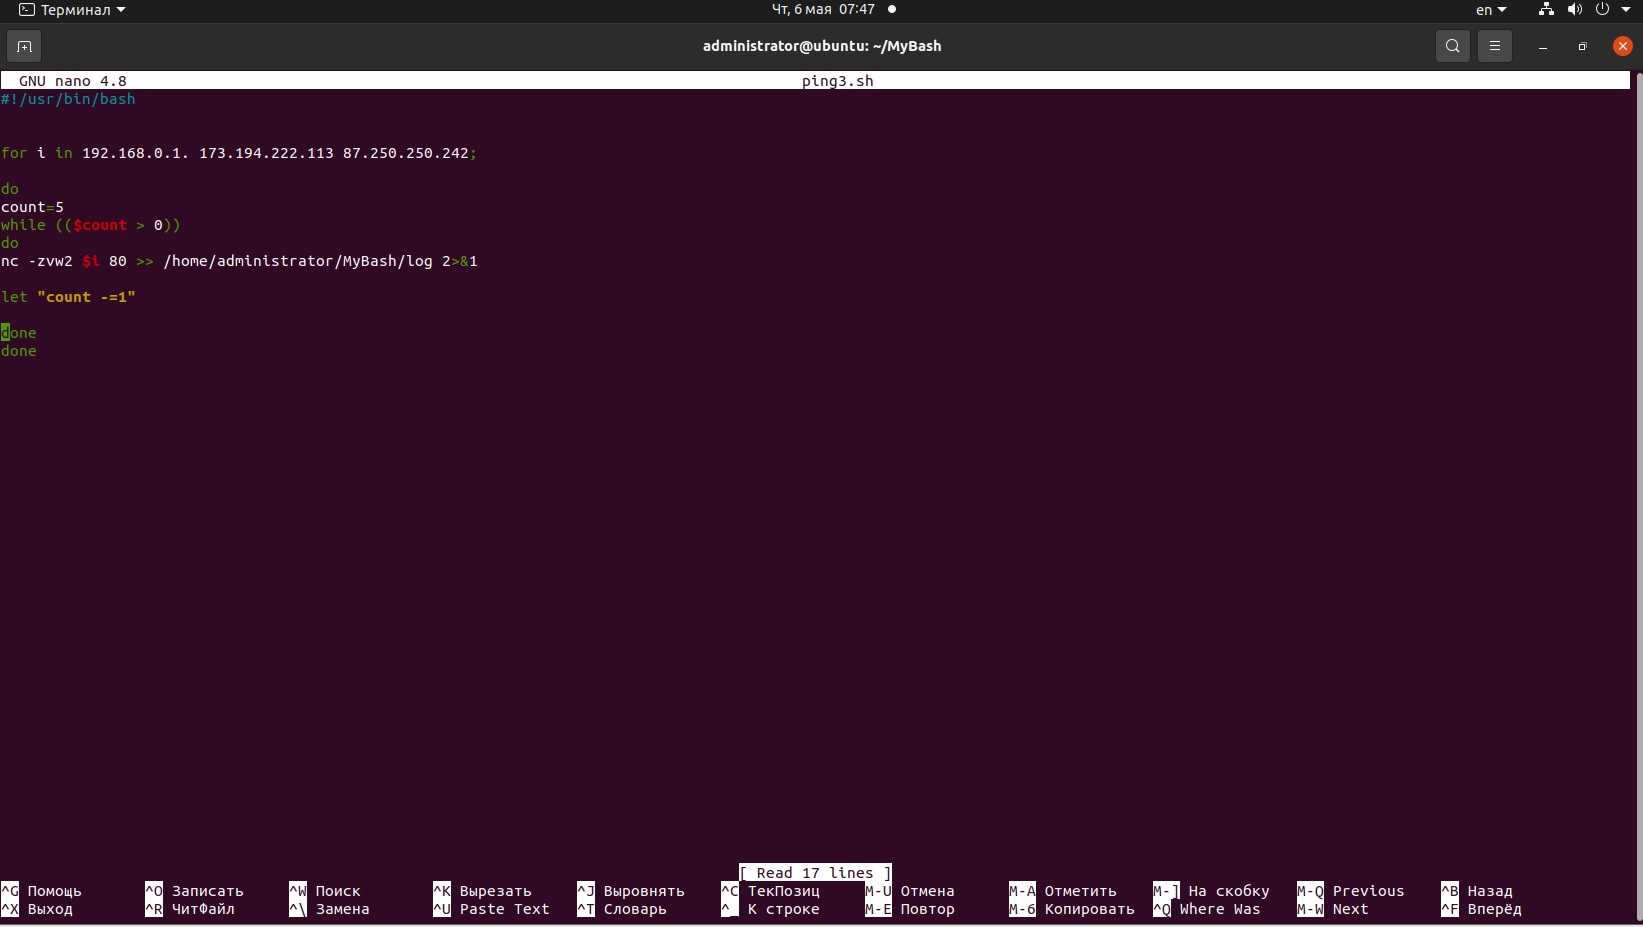 Терминал
Чт, 6 мая 07:47
en
administrator@ubuntu: ~/MyBash
GNU nano 4.8 ping3.sh
#!/usr/bin/bash
for i in 192.168.0.1. 173.194.222.113 87.250.250.242;
do
count=5
while (($count > 0))
do
nc -zvw2 $i 80 >> /home/administrator/MyBash/log 2>&1
let "count -=1"
done
done
[ Read 17 lines ]
^G Помощь ^O Записать ^W Поиск ^K Вырезать ^J Выровнять ^C ТекПозиц M-U Отмена M-A Отметить M-] На скобку M-Q Previous ^B Назад
^X Выход ^R ЧитФайл ^\ Замена ^U Paste Text ^T Словарь ^_ К строке M-E Повтор M-6 Копировать ^Q Where Was M-W Next ^F Вперёд